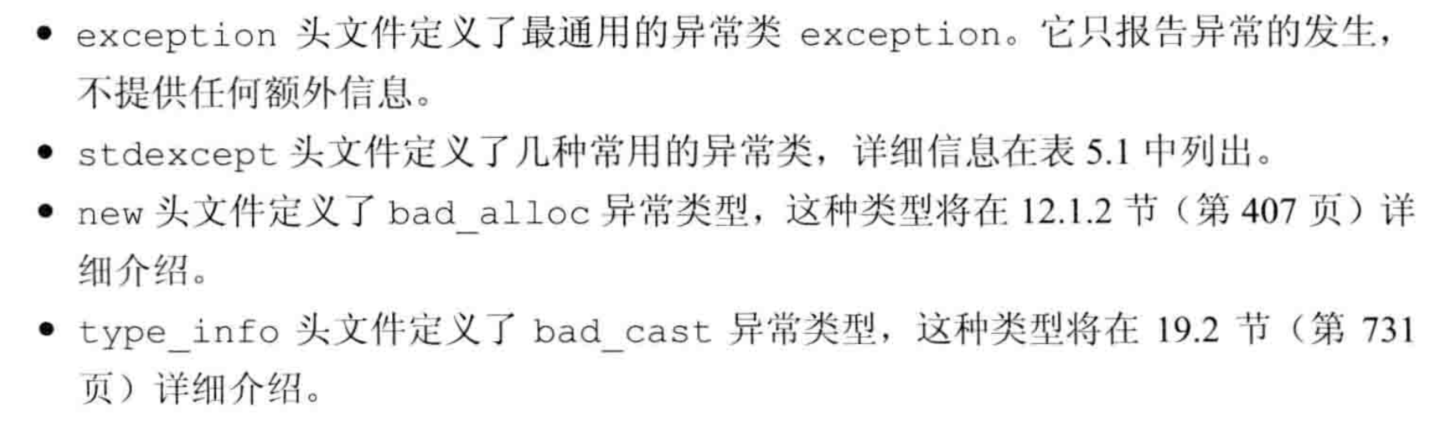 • exception 头文件定义了最通用的异常类 exception。它只报告异常的发生，
不提供任何额外信息。
• stdexcept 头文件定义了几种常用的异常类，详细信息在表 5.1 中列出。
• new 头文件定义了 bad_alloc 异常类型，这种类型将在 12.1.2 节（第 407 页）详
细介绍。
• type_info 头文件定义了 bad_cast 异常类型，这种类型将在 19.2 节（第 731
页）详细介绍。